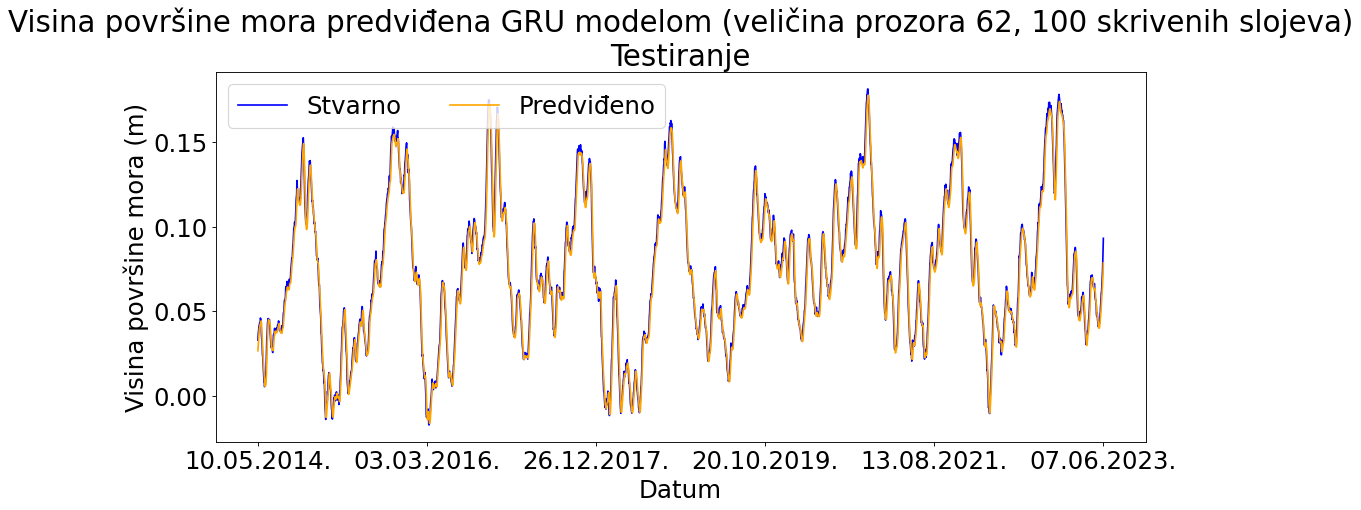 Visina površine mora predviđena GRU modelom (veličina prozora 62, 100 skrivenih slojeva)
Testiranje
Stvarno Predviđeno
Visina površine mora (m)
0.15
0.10
0.05
0.00
10.05.2014. 03.03.2016. 26.12.2017. 20.10.2019. 13.08.2021. 07.06.2023.
Datum